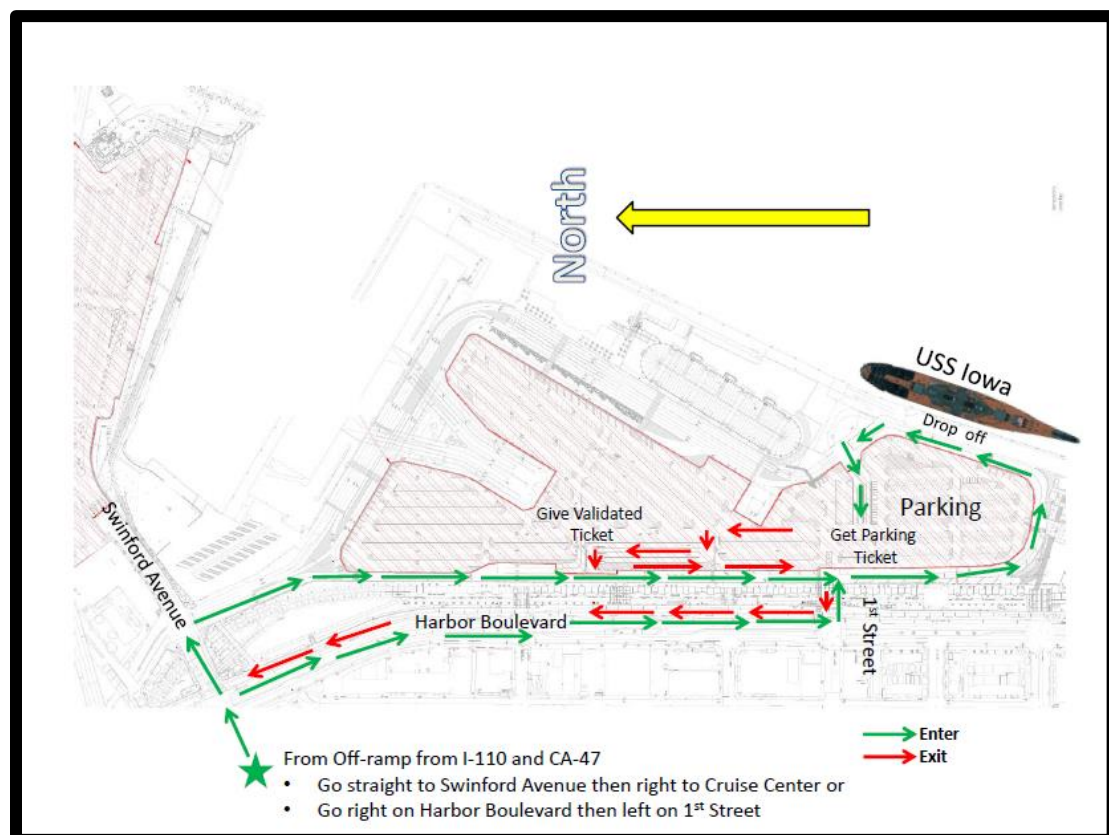 North
USS Iowa
Drop off
Parking
Give Validated
Ticket
Get Parking
Ticket
Swinford Avenue
Harbor Boulevard
1st Street
Enter
Exit
From Off-ramp from I-110 and CA-47
• Go straight to Swinford Avenue then right to Cruise Center or
• Go right on Harbor Boulevard then left on 1st Street